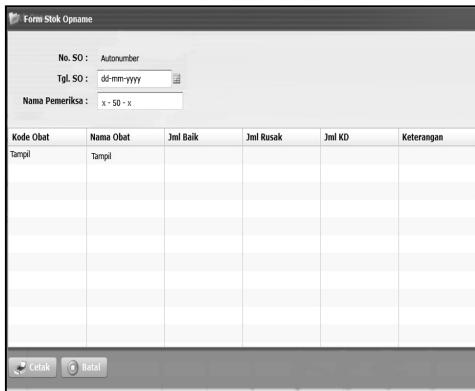 Form Stok Opname
No. SO : Autonumber
Tgl. SO : dd-mm-yyyy
Nama Pemeriksa : x - 50 - x
Kode Obat Nama Obat Jml Baik Jml Rusak Jml KD Keterangan
Tampil Tampil
Cetak Batal